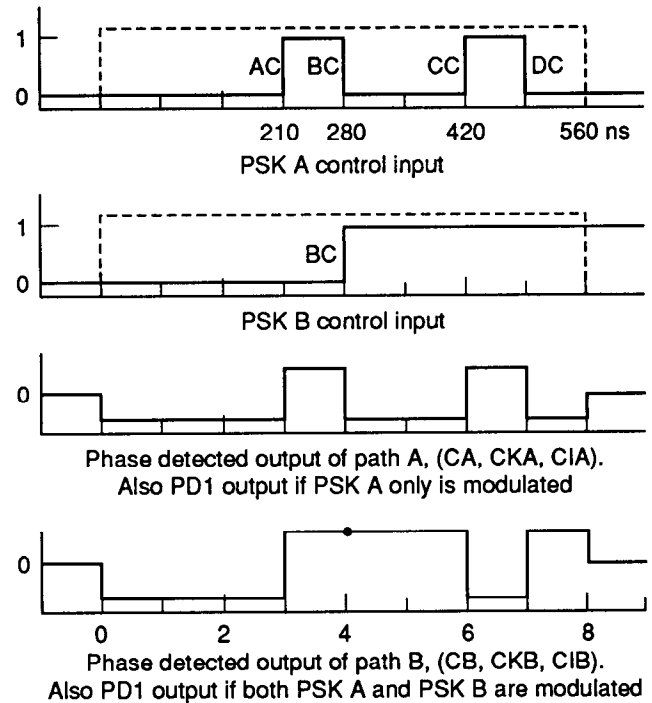 1
AC BC CC DC
0
210 280 420 560 ns
PSK A control input
1
BC
0
PSK B control input
0
Phase detected output of path A, (CA, CKA, CIA).
Also PD1 output if PSK A only is modulated
0
0 2 4 6 8
Phase detected output of path B, (CB, CKB, CIB).
Also PD1 output if both PSK A and PSK B are modulated